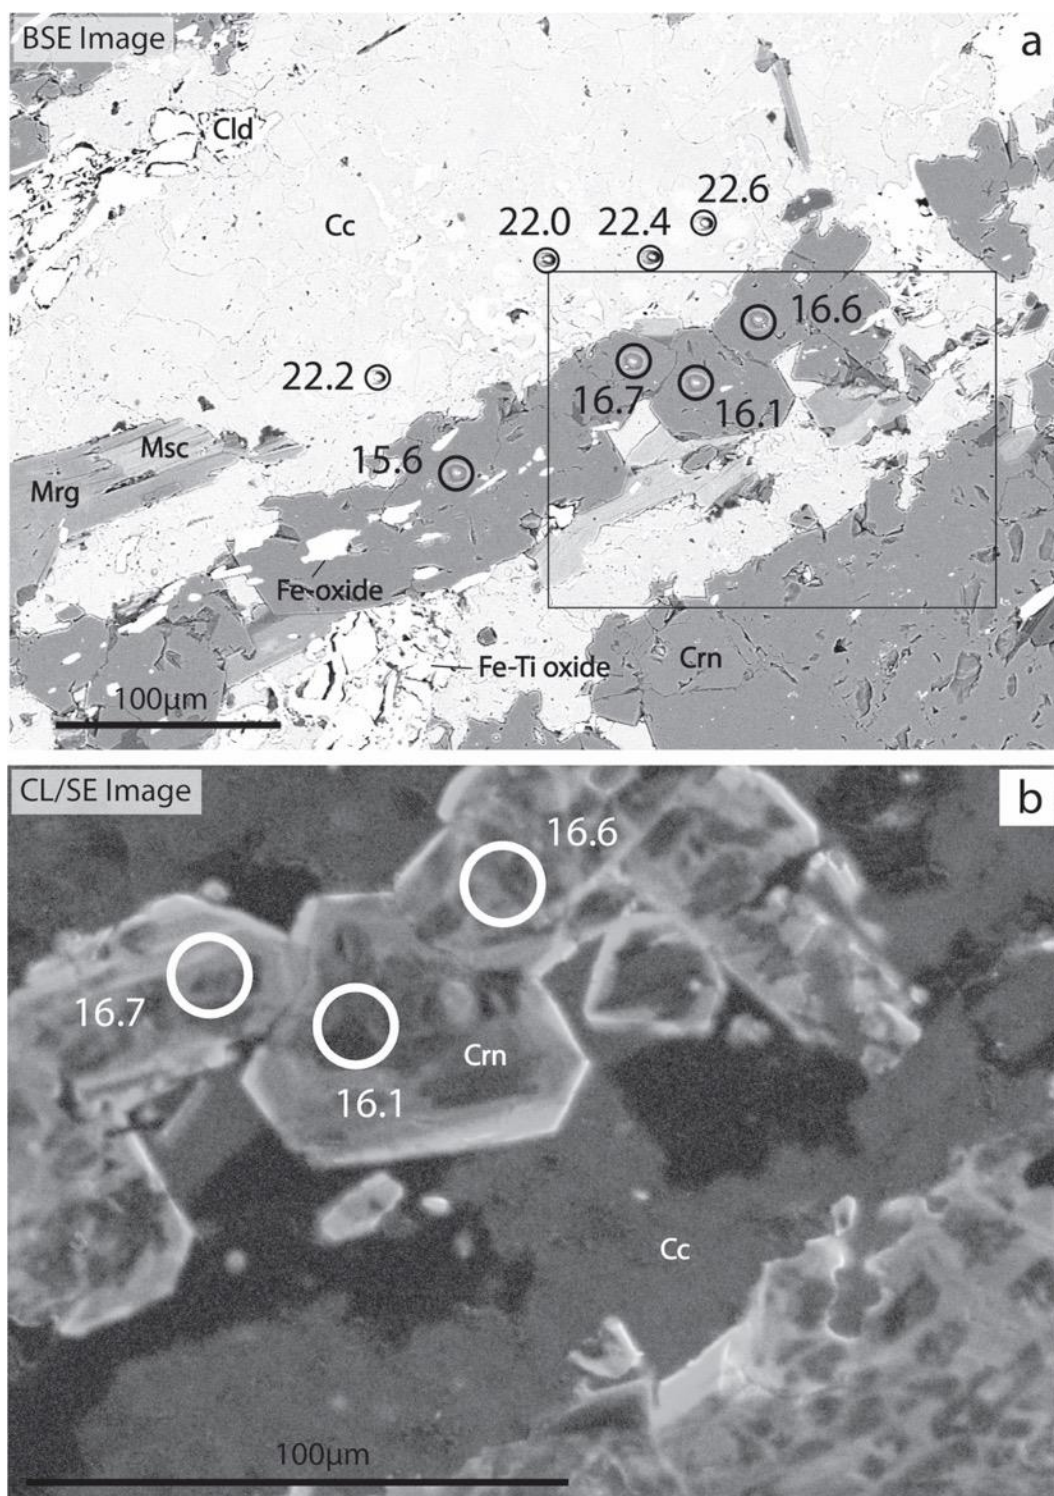 BSE Image
a
Cld
22.6
Cc
22.0
22.4
16.6
22.2
16.7
16.1
Msc
15.6
Mrg
Fe-oxide
Fe-Ti oxide
Crn
100μm
CL/SE Image
b
16.6
16.7
Crn
16.1
Cc
100μm